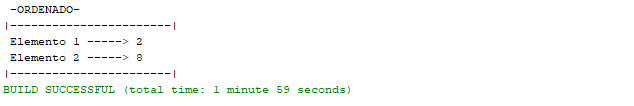 -ORDENADO-
|-----------------------|
Elemento 1 -----> 2
Elemento 2 -----> 8
|-----------------------|
BUILD SUCCESSFUL (total time: 1 minute 59 seconds)